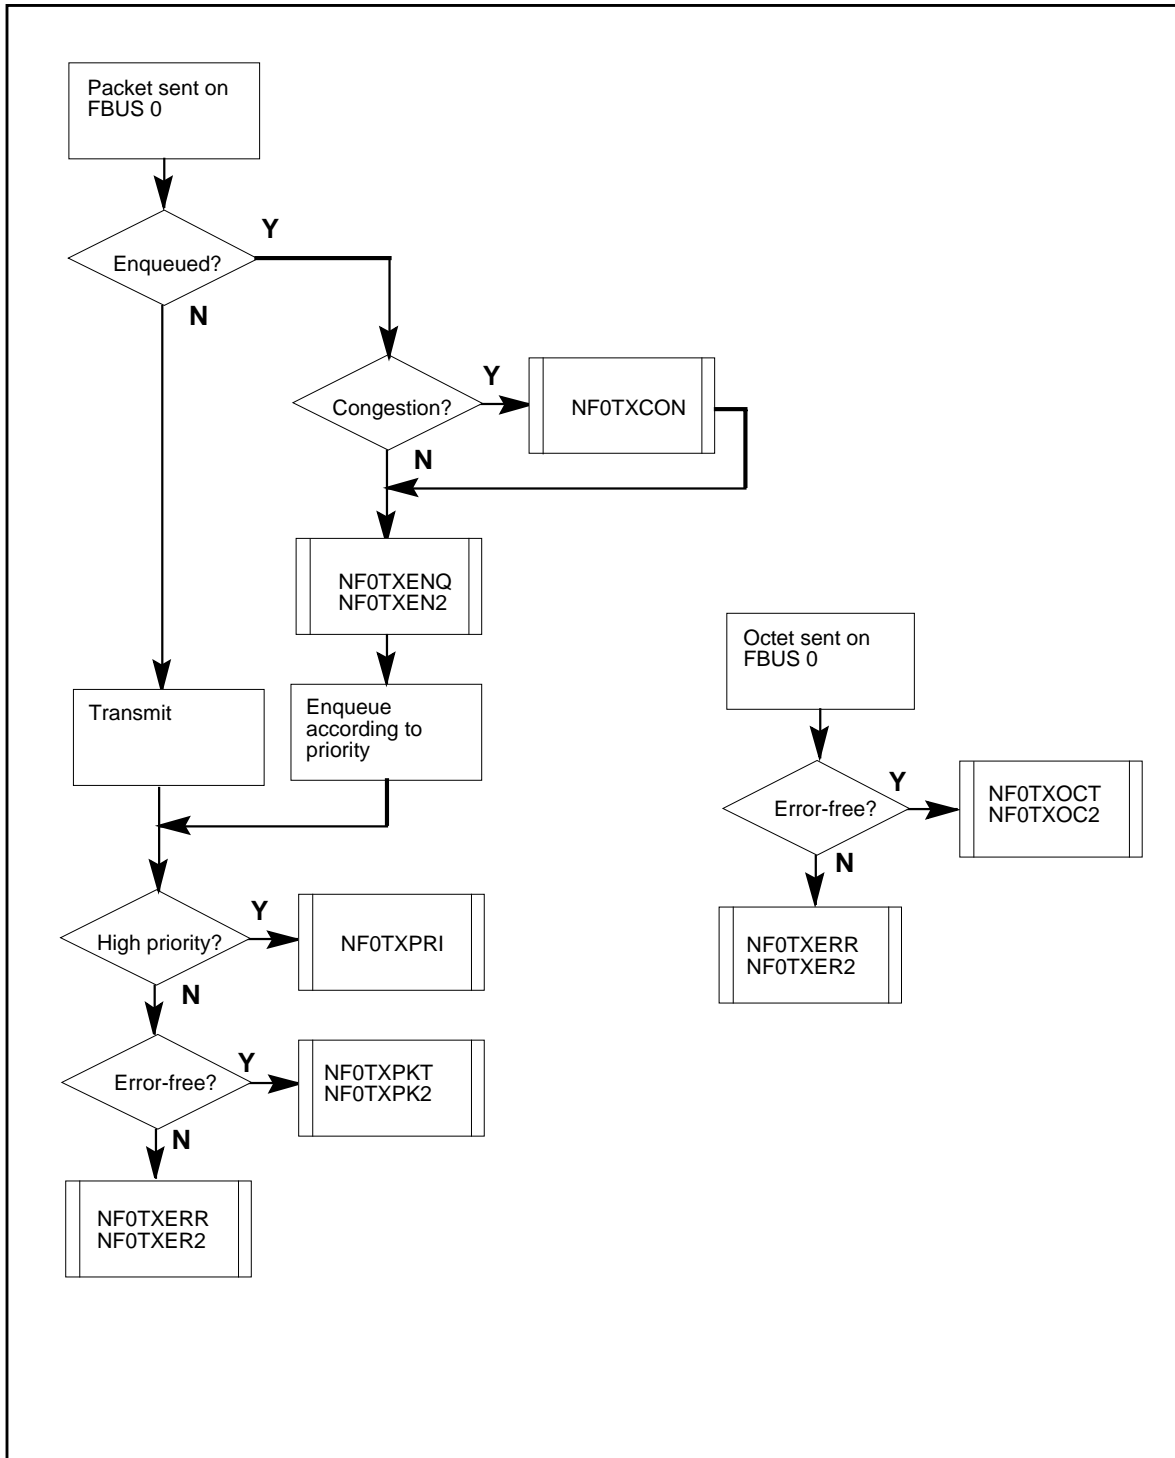 Packet sent on
FBUS 0
Y
Enqueued?
N
Y
Congestion?
NF0TXCON
N
NF0TXENQ
NF0TXEN2
Transmit
Enqueue
according to
priority
Y
High priority?
NF0TXPRI
N
Y
Error-free?
NF0TXPKT
NF0TXPK2
N
NF0TXERR
NF0TXER2
Octet sent on
FBUS 0
Y
Error-free?
NF0TXOCT
NF0TXOC2
N
NF0TXERR
NF0TXER2